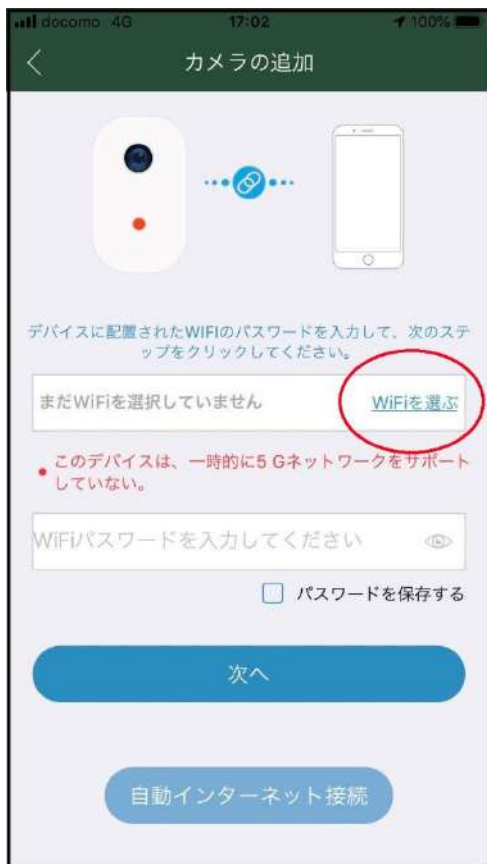 docomo 4G 17:02 100%
カメラの追加
デバイスに配置されたWIFIのパスワードを入力して、次のステ
ップをクリックしてください。
まだWiFiを選択していません WiFiを選ぶ
このデバイスは、一時的に5 Gネットワークをサポート
していない。
WiFiパスワードを入力してください
パスワードを保存する
次へ
自動インターネット接続